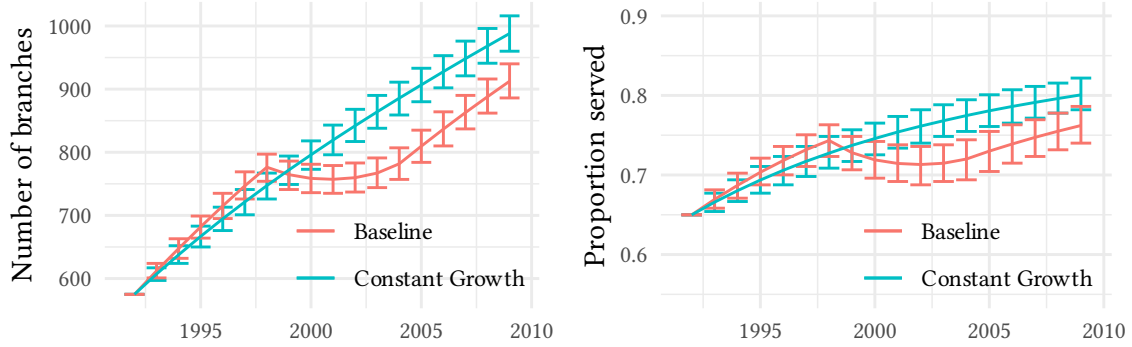 Number of branches
1000
900
800
700
600
Baseline
Constant Growth
1995
2000
2005
2010
Proportion served
0.9
0.8
0.7
0.6
Baseline
Constant Growth
1995
2000
2005
2010